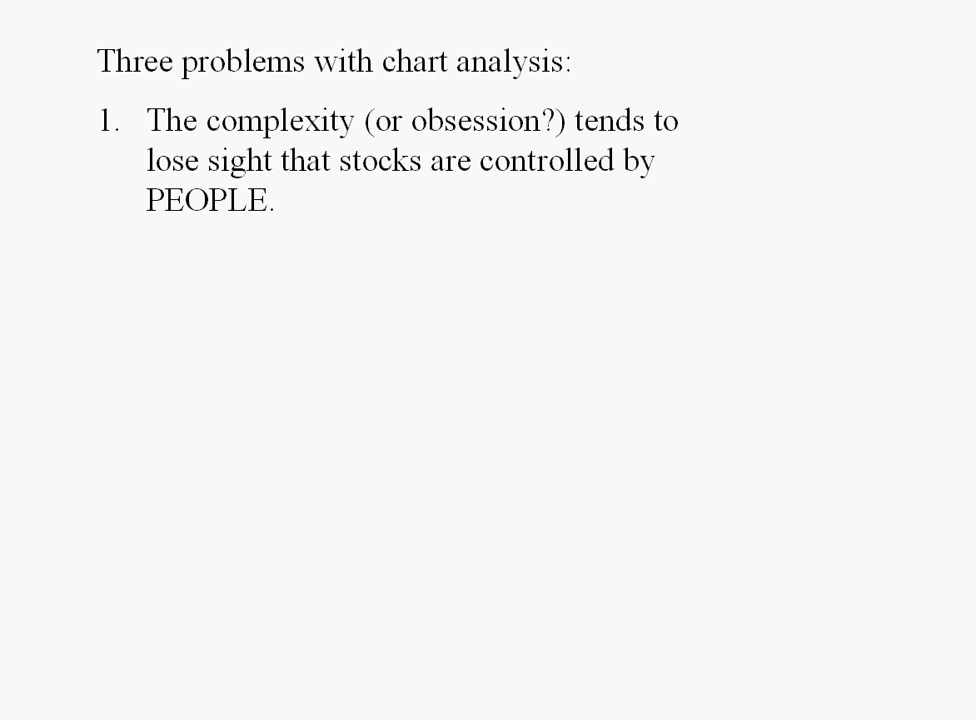 Three problems with chart analysis:
1. The complexity (or obsession?) tends to
lose sight that stocks are controlled by
PEOPLE.